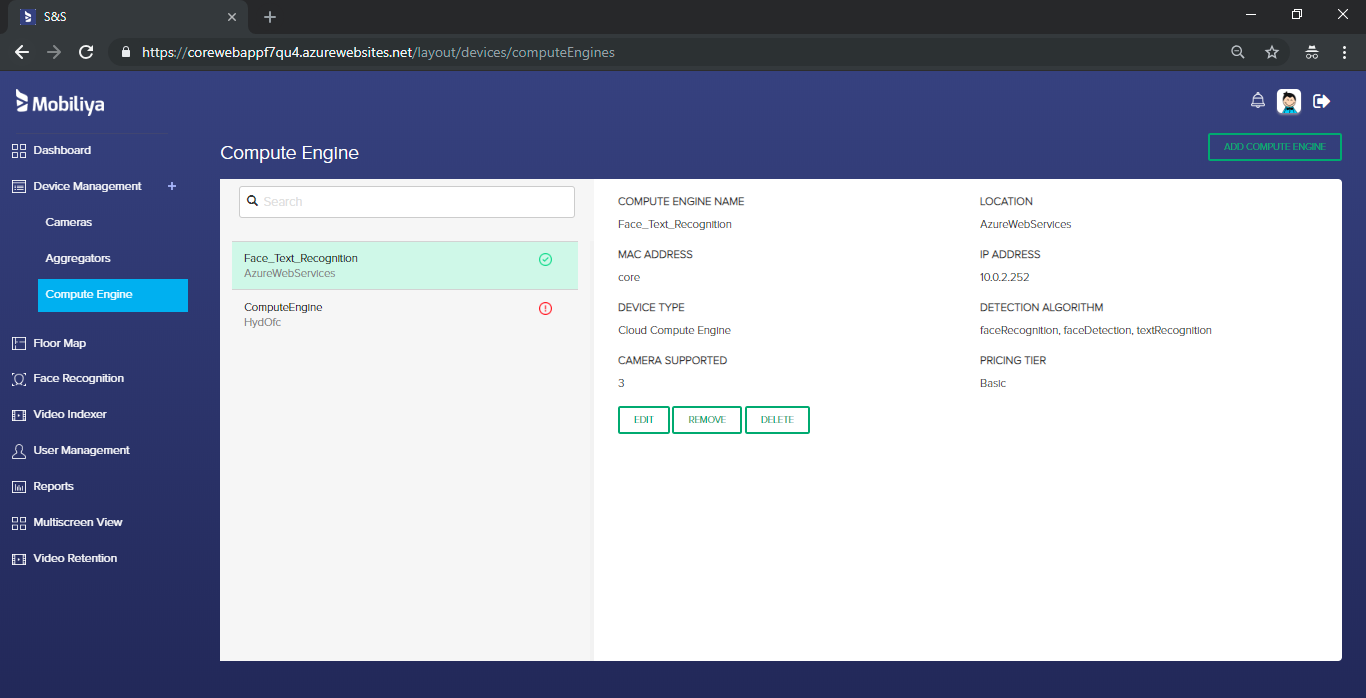 S&S
https://corewebappf7qu4.azurewebsites.net/layout/devices/computeEngines
Mobiliya
Dashboard
Device Management +
Cameras
Aggregators
Compute Engine
Floor Map
Face Recognition
Video Indexer
User Management
Reports
Multiscreen View
Video Retention
Compute Engine
ADD COMPUTE ENGINE
Search
Face_Text_Recognition
AzureWebServices
ComputeEngine
HydOfc
COMPUTE ENGINE NAME
Face_Text_Recognition
LOCATION
AzureWebServices
MAC ADDRESS
core
IP ADDRESS
10.0.2.252
DEVICE TYPE
Cloud Compute Engine
DETECTION ALGORITHM
faceRecognition, faceDetection, textRecognition
CAMERA SUPPORTED
3
PRICING TIER
Basic
EDIT
REMOVE
DELETE